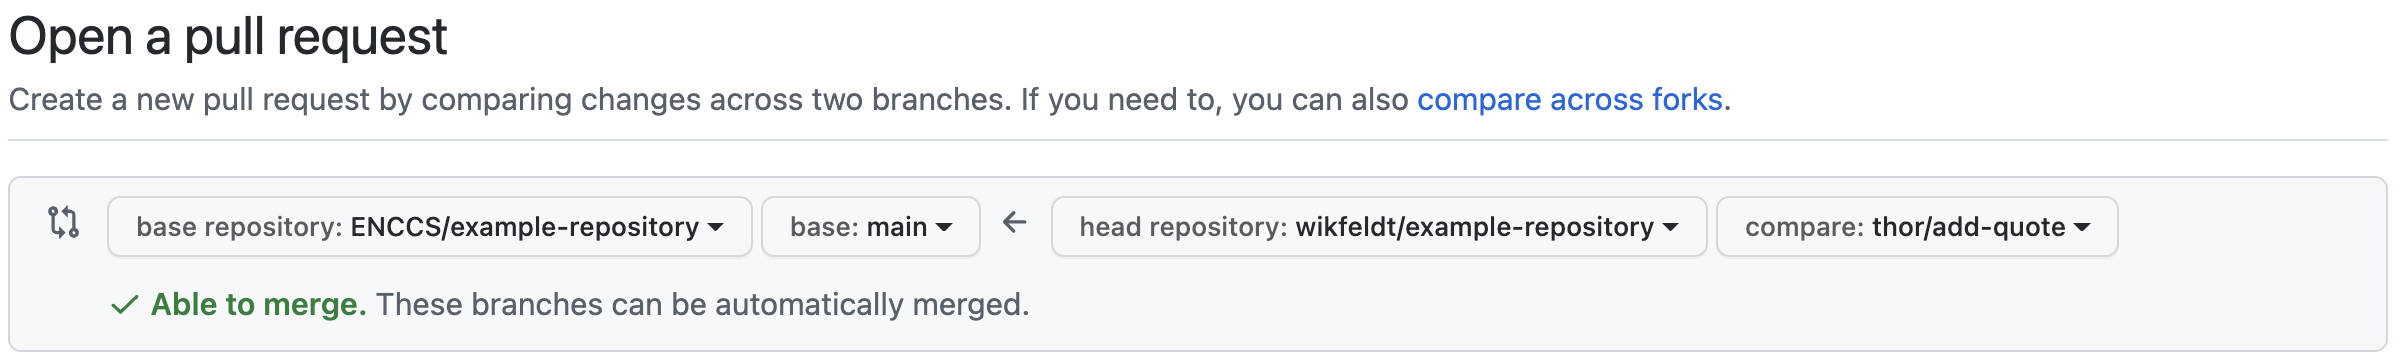 Open a pull request
Create a new pull request by comparing changes across two branches. If you need to, you can also compare across forks.
base repository: ENCCS/example-repository base: main ← head repository: wikfeldt/example-repository compare: thor/add-quote
Able to merge. These branches can be automatically merged.